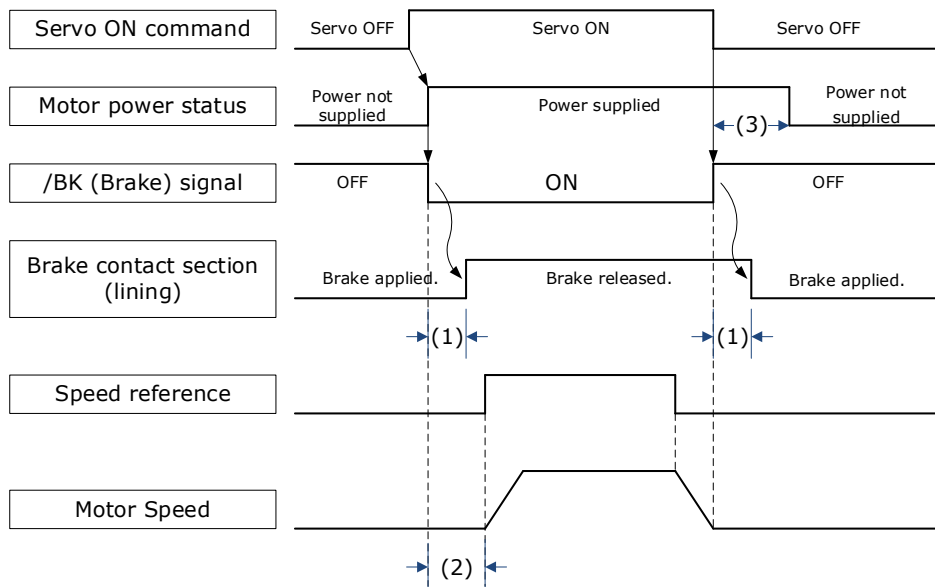 Servo ON command
Servo OFF
Servo ON
Servo OFF
Motor power status
Power not
supplied
Power supplied
Power not
supplied
(3)
/BK (Brake) signal
OFF
ON
OFF
Brake contact section
(lining)
Brake applied.
Brake released.
Brake applied.
(1)
(1)
Speed reference
Motor Speed
(2)